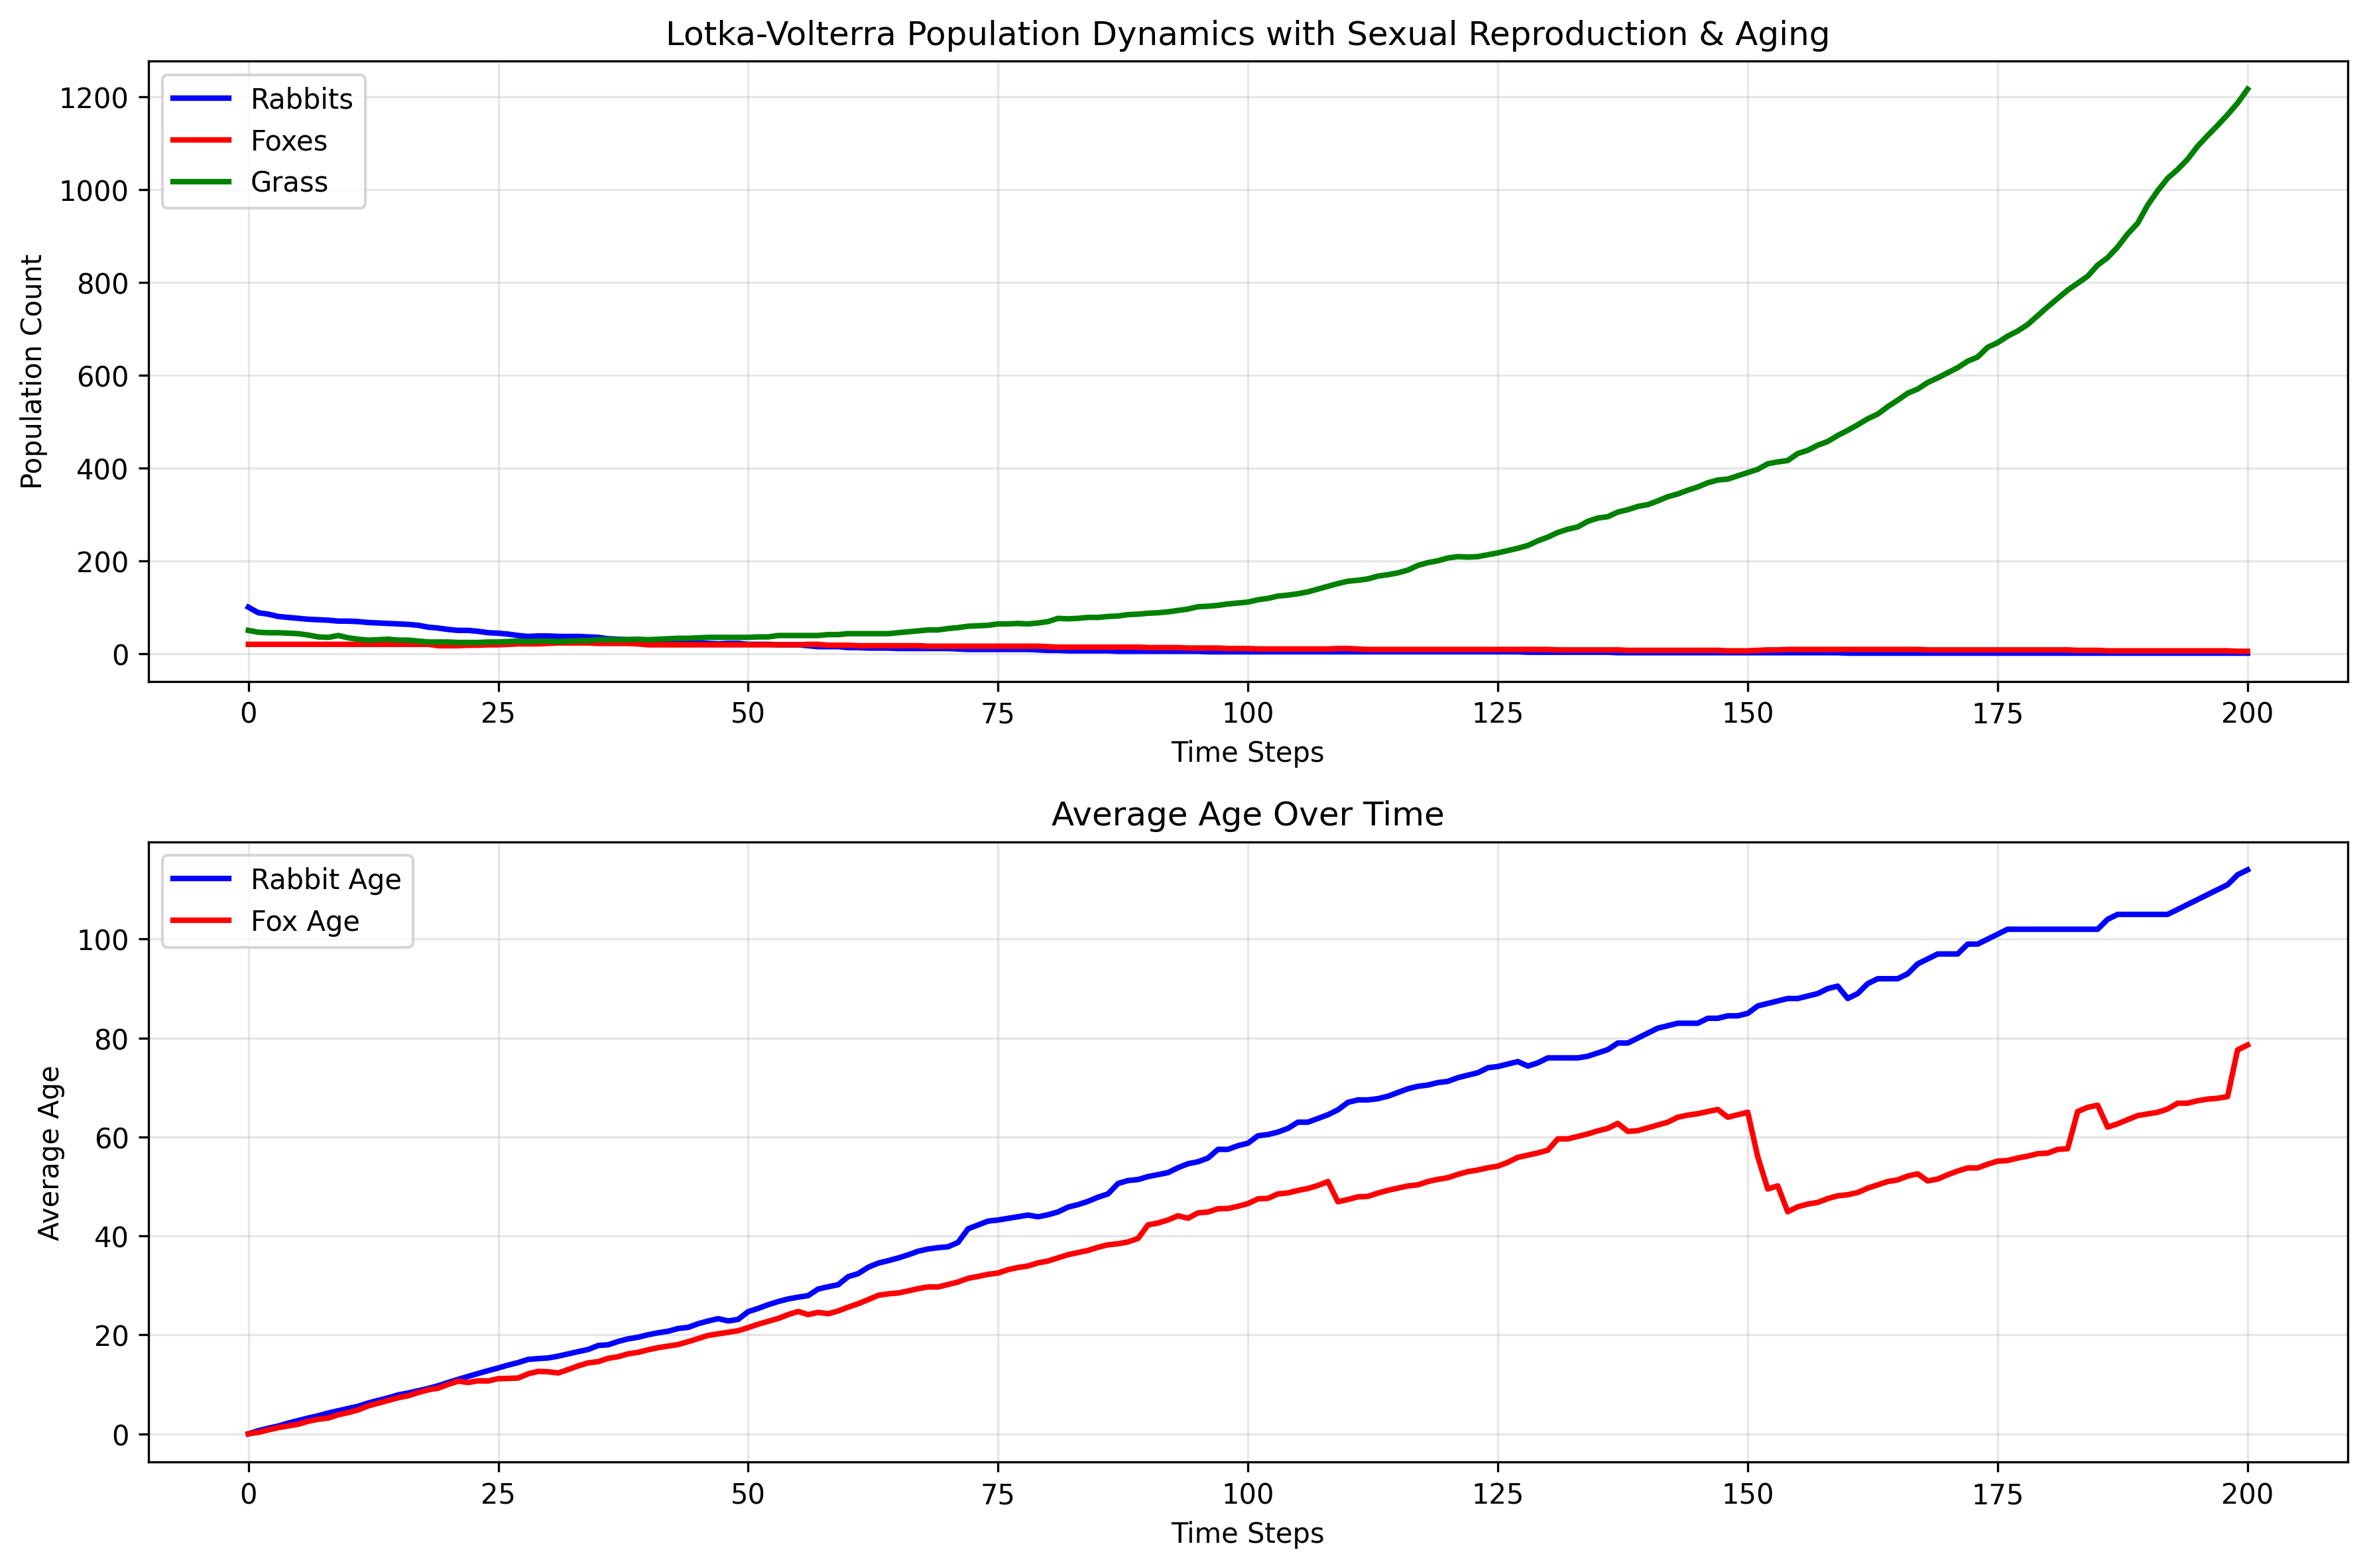 Lotka-Volterra Population Dynamics with Sexual Reproduction & Aging
Rabbits
Foxes
Grass
Population Count
1200
1000
800
600
400
200
0
0 25 50 75 100 125 150 175 200
Time Steps
Average Age Over Time
Rabbit Age
Fox Age
Average Age
100
80
60
40
20
0
0 25 50 75 100 125 150 175 200
Time Steps